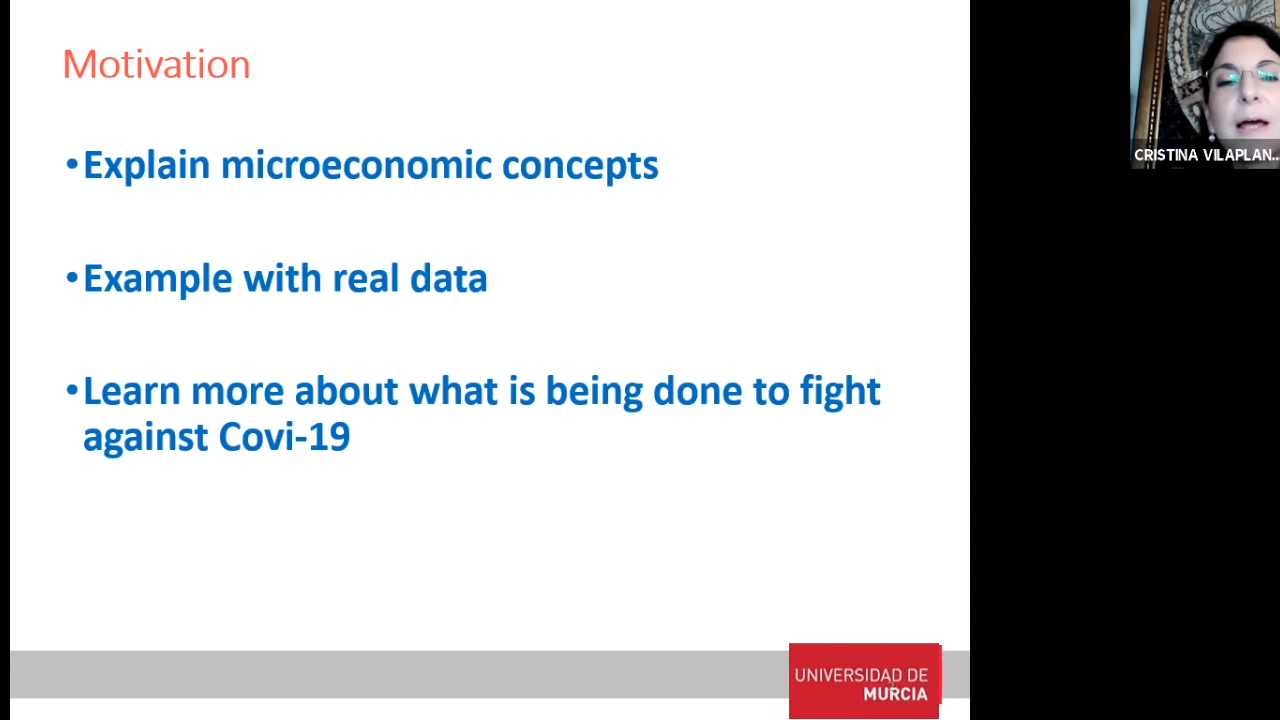 Motivation
•Explain microeconomic concepts
•Example with real data
•Learn more about what is being done to fight
against Covi-19
CRISTINA VILAPLAN...
UNIVERSIDAD DE
MURCIA